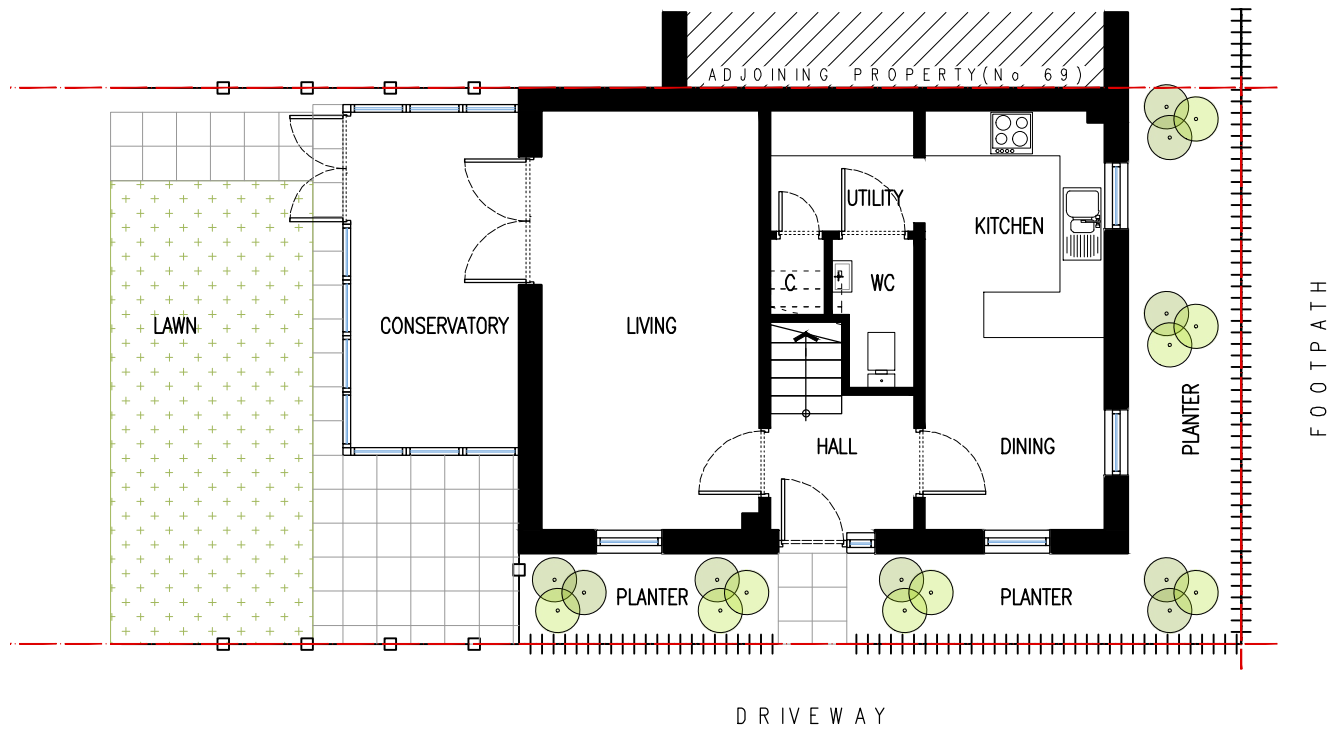 ADJOINING PROPERTY(No 69)
UTILITY
KITCHEN
C
WC
LAWN
CONSERVATORY
LIVING
FOOTPATH
PLANTER
HALL
DINING
PLANTER
PLANTER
DRIVEWAY